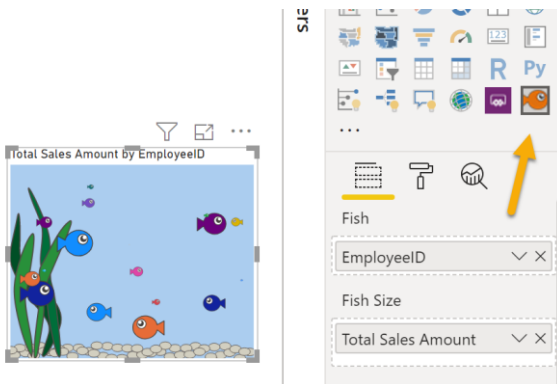 ers
Total Sales Amount by EmployeeID
123
R Py
Fish
EmployeeID
Fish Size
Total Sales Amount